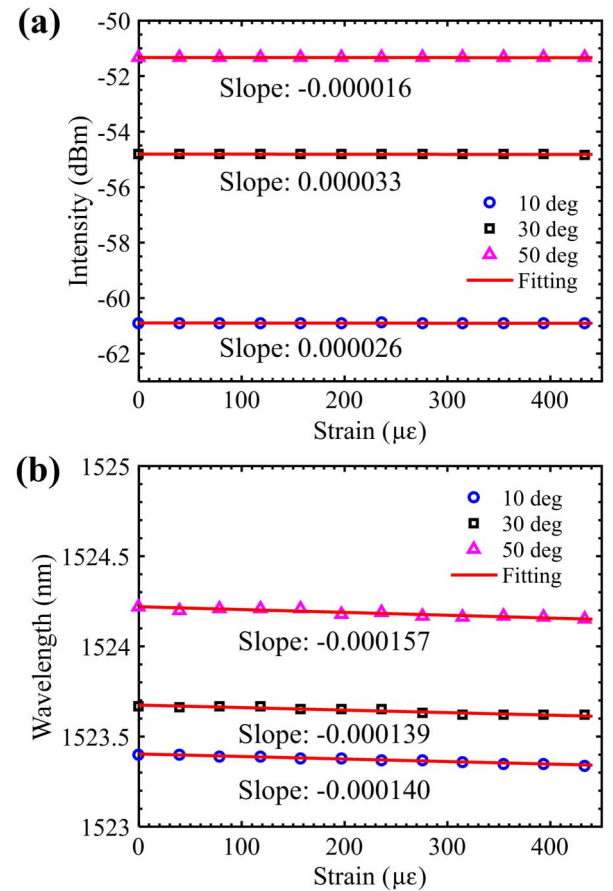 (a)
-50
-52
-54
-56
-58
-60
-62
Intensity (dBm)
Slope: -0.000016
Slope: 0.000033
10 deg
30 deg
50 deg
Fitting
Slope: 0.000026
0
100
200
300
400
Strain (με)
(b)
1525
1524.5
1524
1523.5
1523
Wavelength (nm)
10 deg
30 deg
50 deg
Fitting
Slope: -0.000157
Slope: -0.000139
Slope: -0.000140
0
100
200
300
400
Strain (με)